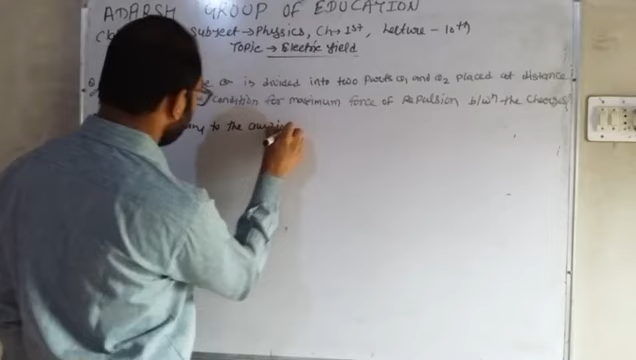 ADARSH GROUP OF EDUCATION
Subject → Physics, Ch → 1st, Lecture - 10th
Topic → Electric field
is divided into two parts q1 and q2 placed at distance
condition for maximum force of Repulsion b/wn the charges
to the